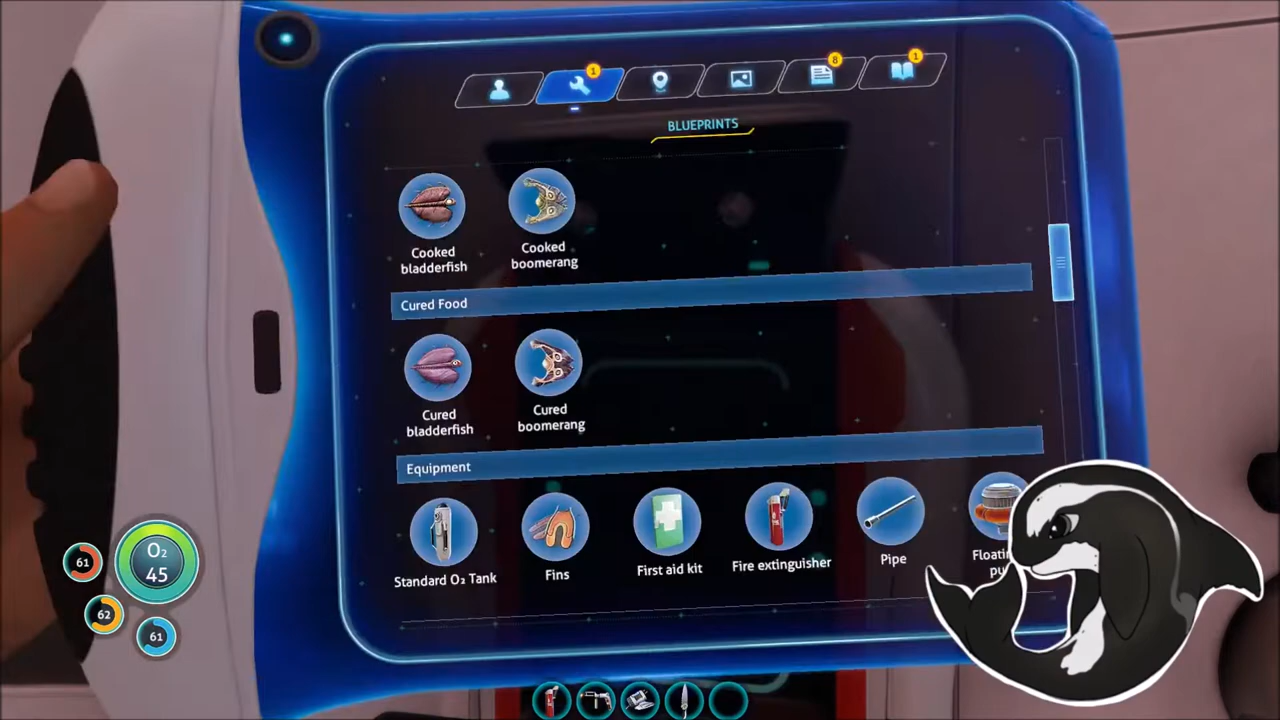 1
8
1
BLUEPRINTS
Cooked
bladderfish
Cooked
boomerang
Cured Food
Cured
bladderfish
Cured
boomerang
Equipment
Standard O₂ Tank
Fins
First aid kit
Fire extinguisher
Pipe
O₂
45
61
62
61